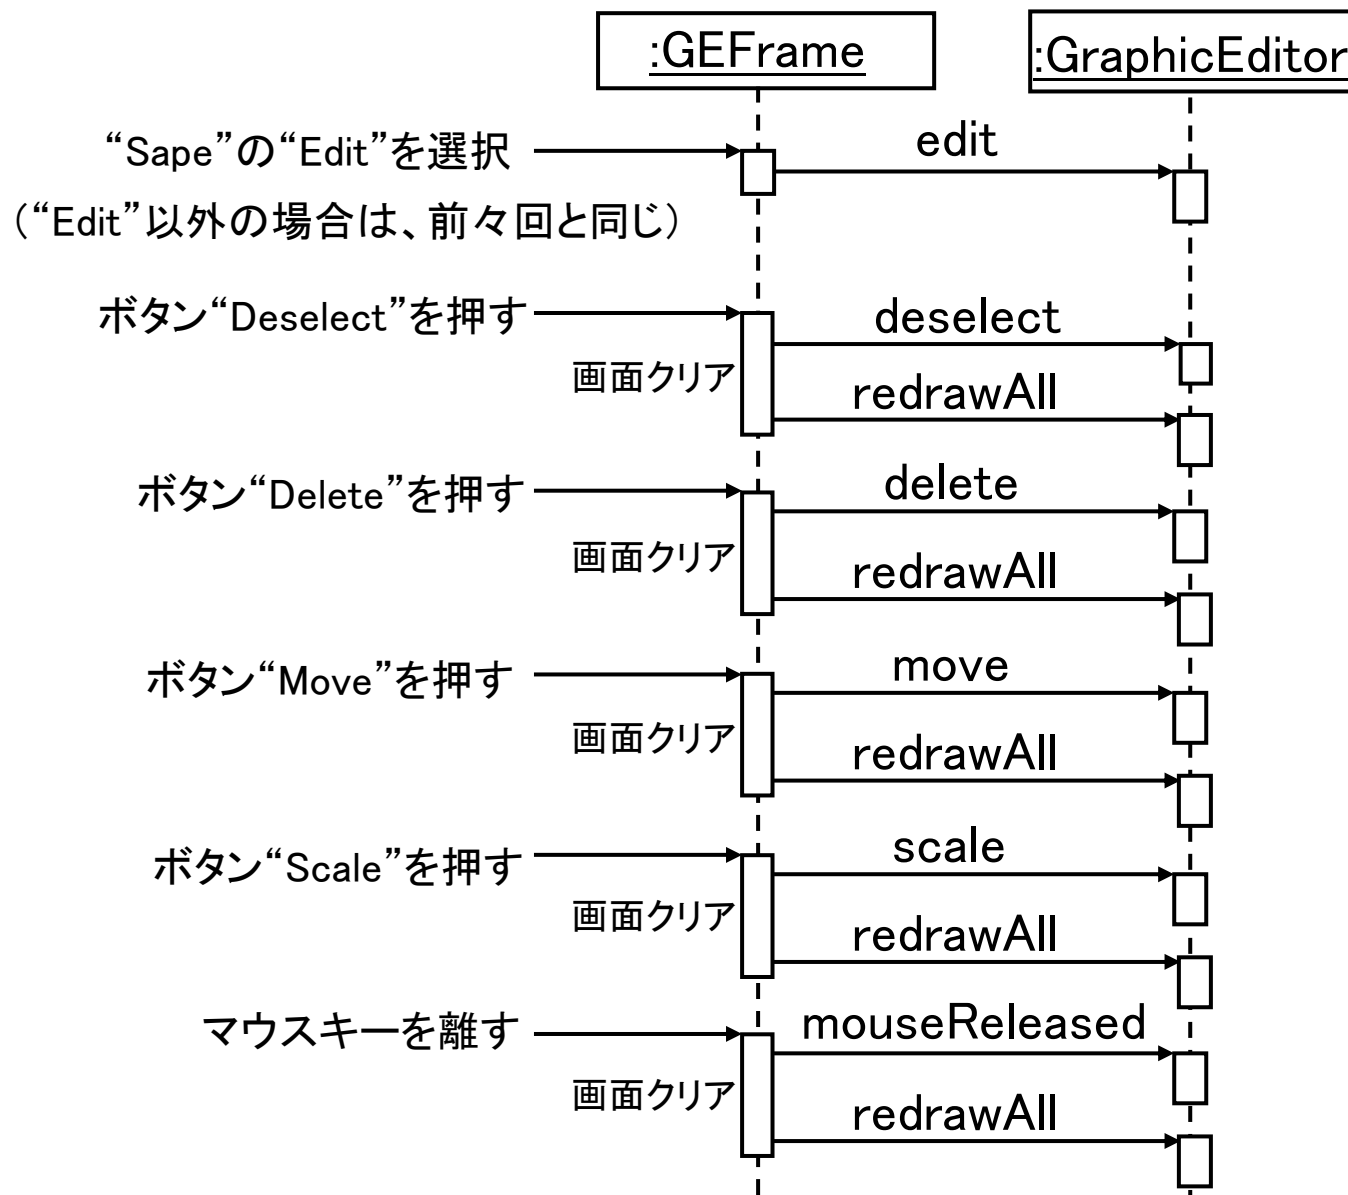 :GEFrame
:GraphicEditor
“Sape”の“Edit”を選択
edit
（“Edit”以外の場合は、前々回と同じ）
ボタン“Deselect”を押す
deselect
画面クリア
redrawAll
ボタン“Delete”を押す
delete
画面クリア
redrawAll
ボタン“Move”を押す
move
画面クリア
redrawAll
ボタン“Scale”を押す
scale
画面クリア
redrawAll
マウスキーを離す
mouseReleased
画面クリア
redrawAll